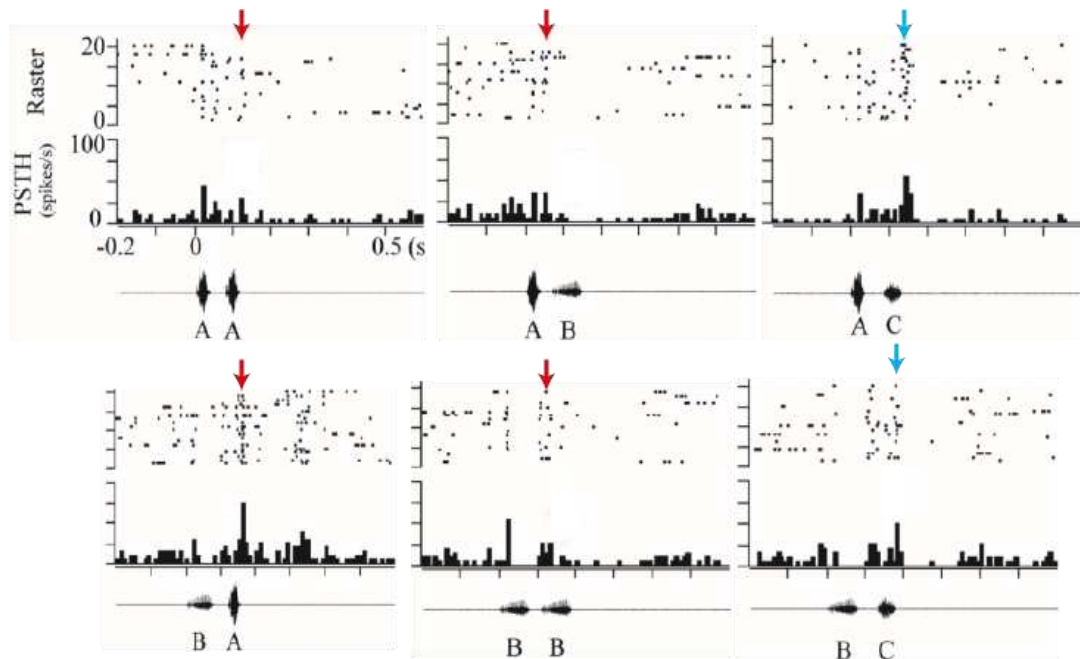 Raster
20
0
PSTH
(spikes/s)
100
0
-0.2 0 0.5 (s
A A
A B
A C
B A
B B
B C